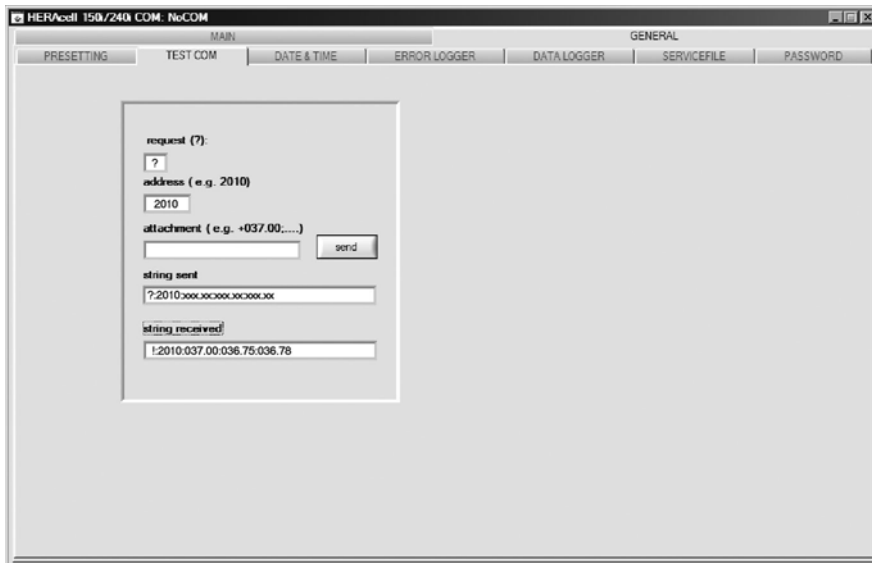 HERAcell 150i/240i COM: NoCOM
MAIN GENERAL
PRESETTING TEST COM DATE & TIME ERROR LOGGER DATA LOGGER SERVICEFILE PASSWORD
request (?):
?
address ( e.g. 2010)
2010
attachment ( e.g. +037.00;....)
send
string sent
?:2010:xxx.xx:xxx.xx:xxx.xx
string received
!:2010:037.00:036.75:036.78